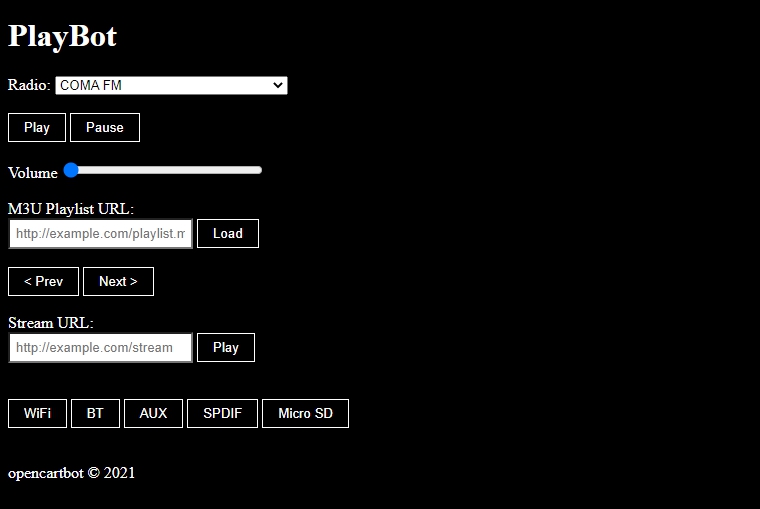 PlayBot
Radio: COMA FM
Play Pause
Volume
M3U Playlist URL:
http://example.com/playlist.m Load
< Prev Next >
Stream URL:
http://example.com/stream Play
WiFi BT AUX SPDIF Micro SD
opencartbot © 2021